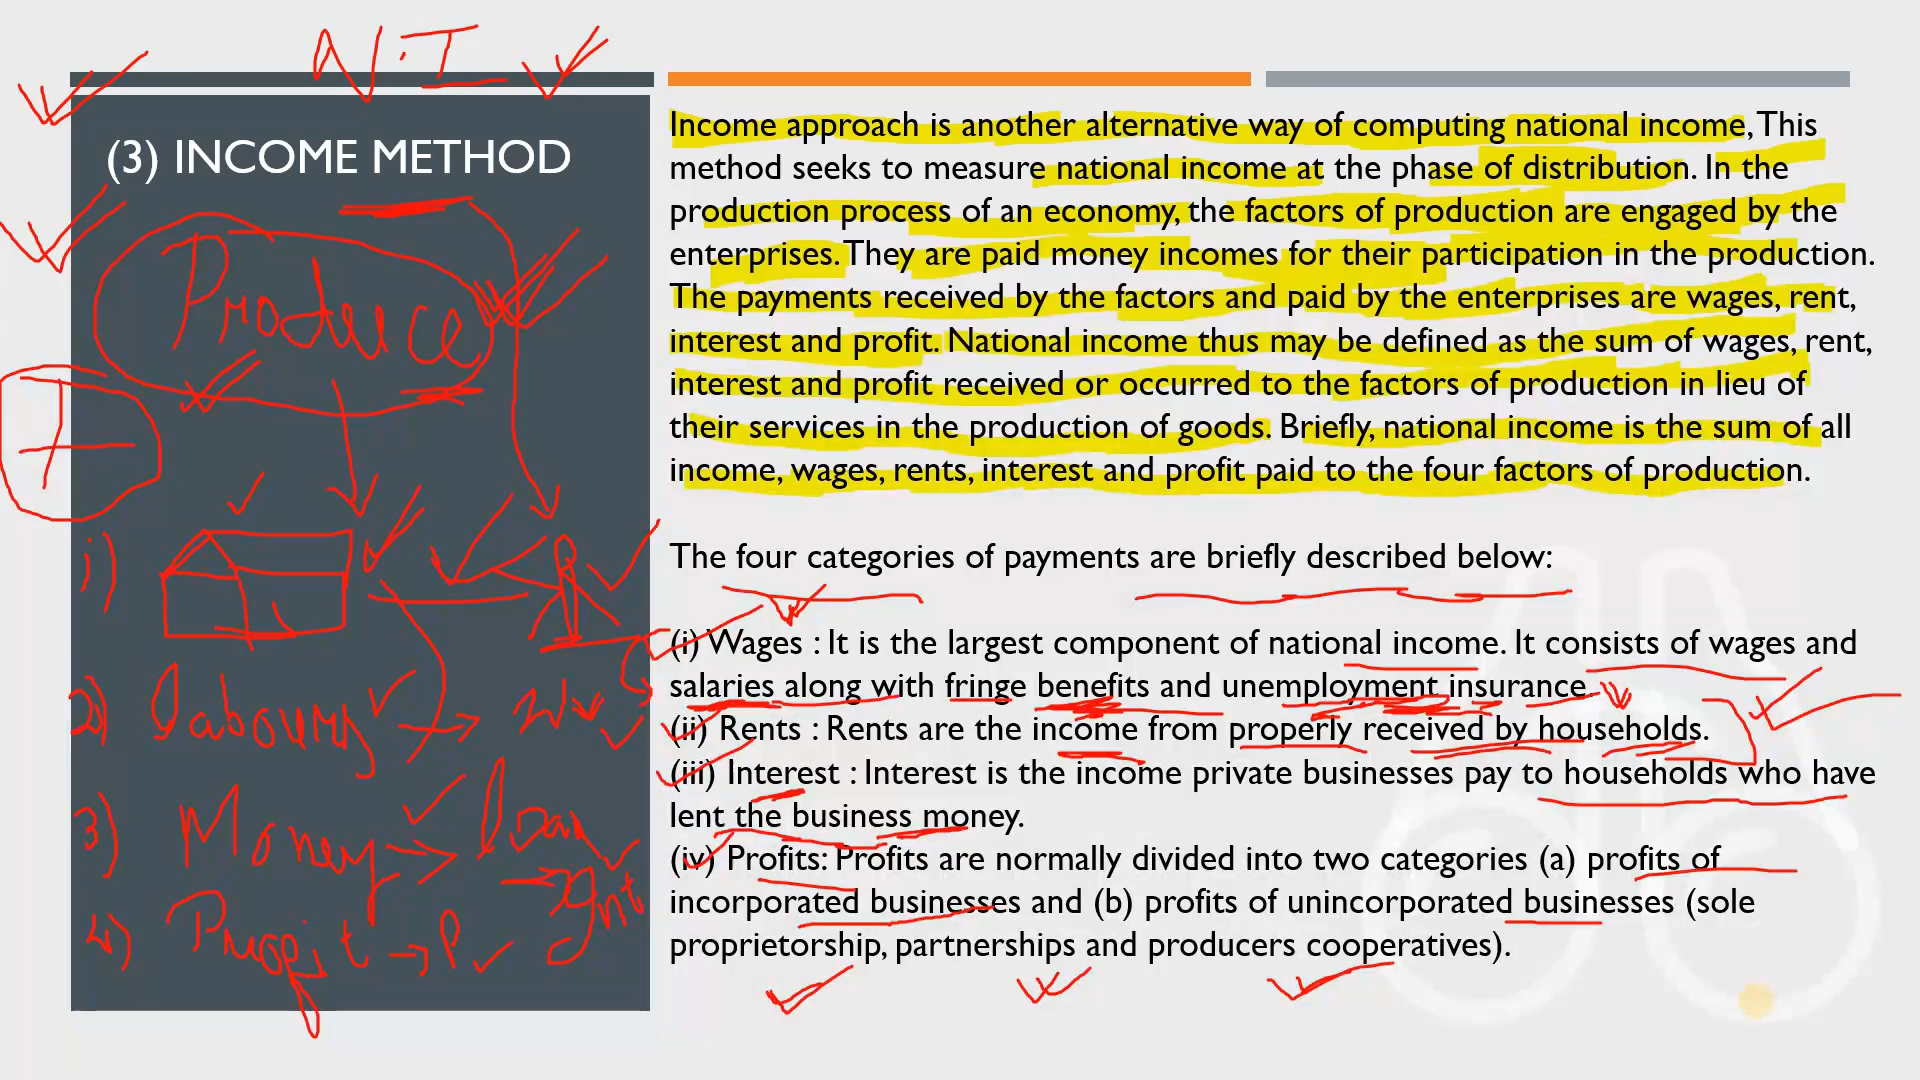 N.I
(3) INCOME METHOD
Produce
1)
2) labours →
3) Money → loan
→ Int
4) → P
Income approach is another alternative way of computing national income, This
method seeks to measure national income at the phase of distribution. In the
production process of an economy, the factors of production are engaged by the
enterprises. They are paid money incomes for their participation in the production.
The payments received by the factors and paid by the enterprises are wages, rent,
interest and profit. National income thus may be defined as the sum of wages, rent,
interest and profit received or occurred to the factors of production in lieu of
their services in the production of goods. Briefly, national income is the sum of all
income, wages, rents, interest and profit paid to the four factors of production.
The four categories of payments are briefly described below:
(i) Wages : It is the largest component of national income. It consists of wages and
salaries along with fringe benefits and unemployment insurance.
(ii) Rents : Rents are the income from properly received by households.
(iii) Interest : Interest is the income private businesses pay to households who have
lent the business money.
(iv) Profits: Profits are normally divided into two categories (a) profits of
incorporated businesses and (b) profits of unincorporated businesses (sole
proprietorship, partnerships and producers cooperatives).